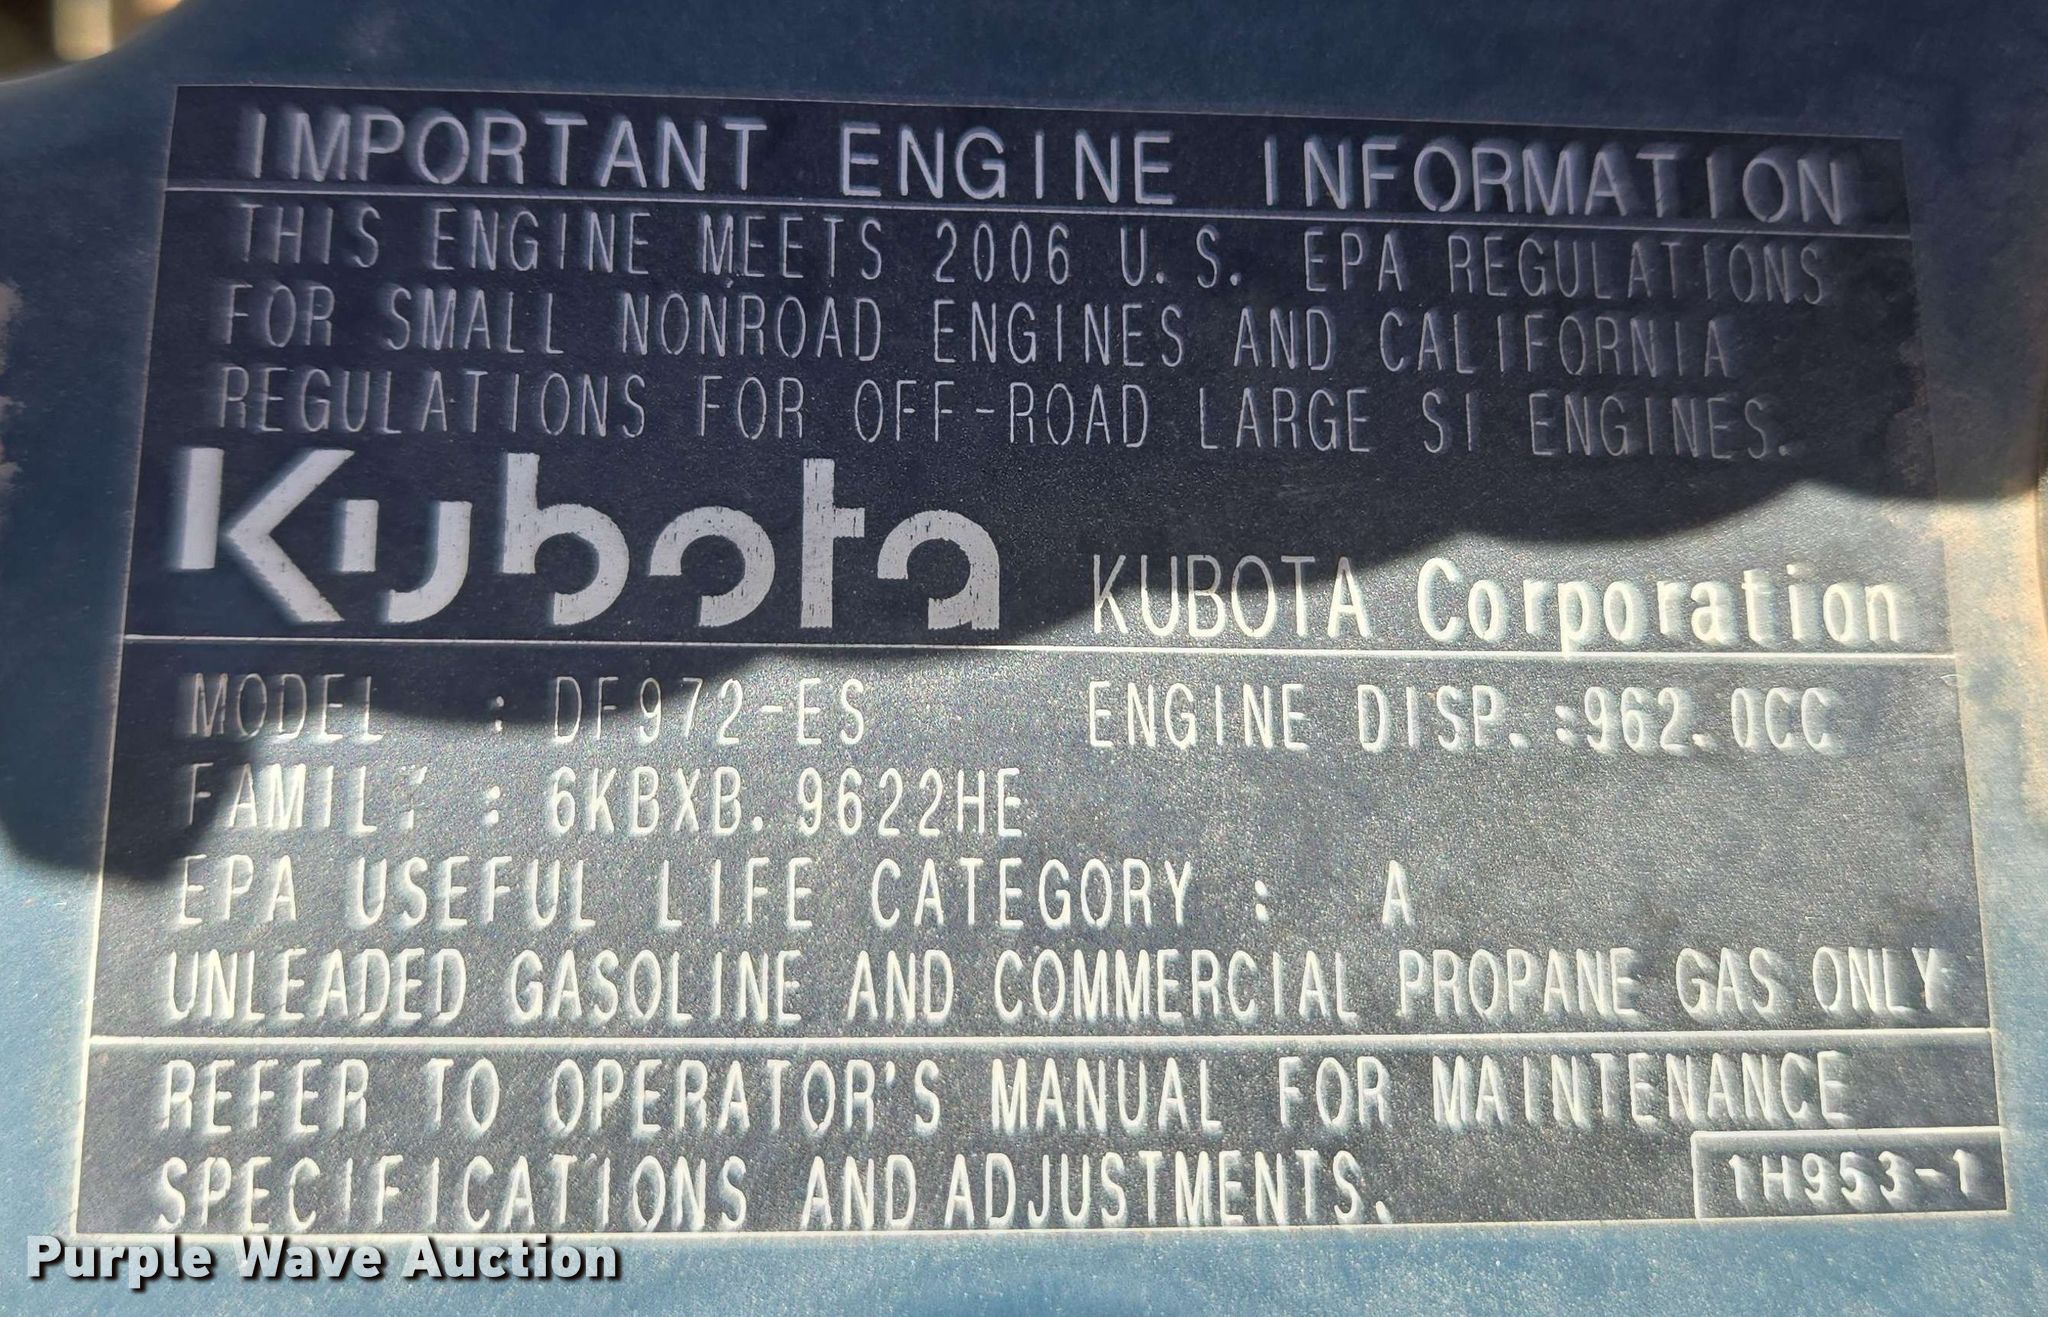 IMPORTANT ENGINE INFORMATION
THIS ENGINE MEETS 2006 U.S. EPA REGULATIONS
FOR SMALL NONROAD ENGINES AND CALIFORNIA
REGULATIONS FOR OFF-ROAD LARGE SI ENGINES.
Kubota KUBOTA Corporation
MODEL : DF972-ES ENGINE DISP.:962.0CC
FAMILY : 6KBXB.9622HE
EPA USEFUL LIFE CATEGORY : A
UNLEADED GASOLINE AND COMMERCIAL PROPANE GAS ONLY
REFER TO OPERATOR'S MANUAL FOR MAINTENANCE
SPECIFICATIONS AND ADJUSTMENTS.
1H953-1
Purple Wave Auction